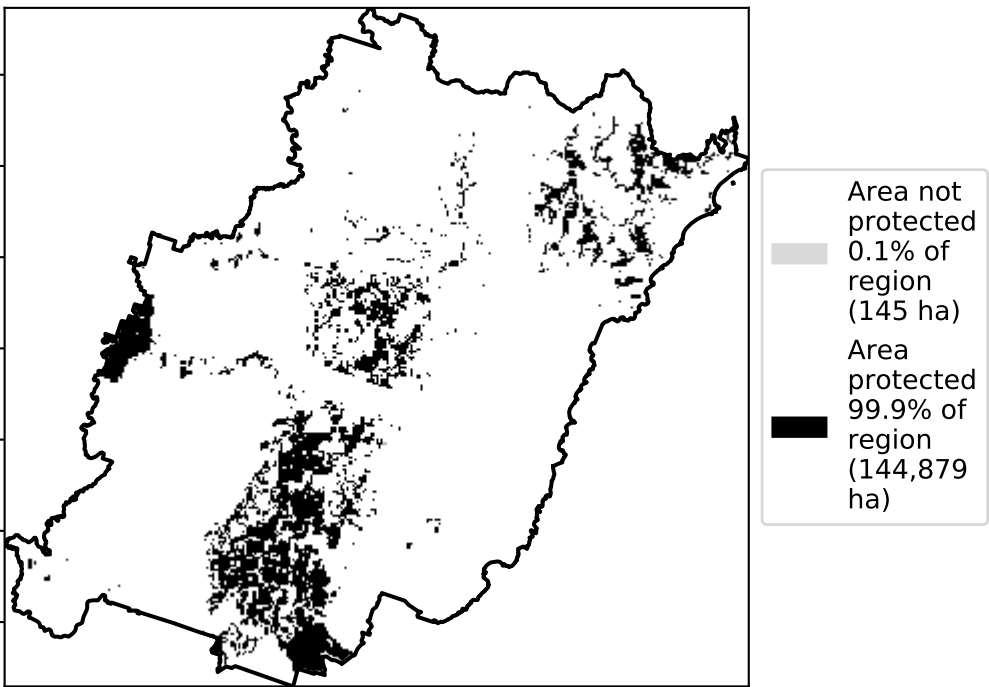 Area not
protected
0.1% of
region
(145 ha)
Area
protected
99.9% of
region
(144,879
ha)